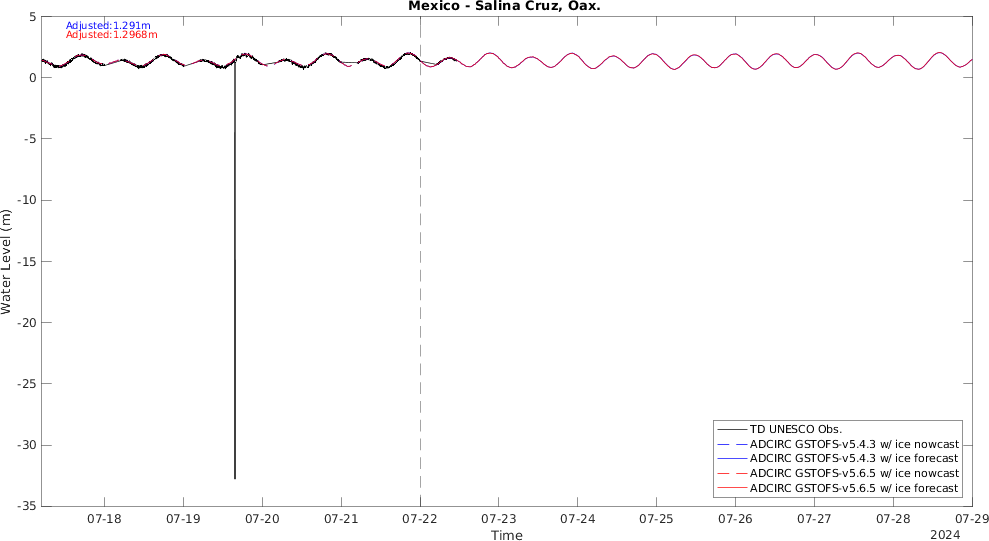 Mexico - Salina Cruz, Oax.
Adjusted:1.291m
Adjusted:1.2968m
Water Level (m)
5
0
-5
-10
-15
-20
-25
-30
-35
TD UNESCO Obs.
ADCIRC GSTOFS-v5.4.3 w/ ice nowcast
ADCIRC GSTOFS-v5.4.3 w/ ice forecast
ADCIRC GSTOFS-v5.6.5 w/ ice nowcast
ADCIRC GSTOFS-v5.6.5 w/ ice forecast
07-18 07-19 07-20 07-21 07-22 07-23 07-24 07-25 07-26 07-27 07-28 07-29
Time
2024